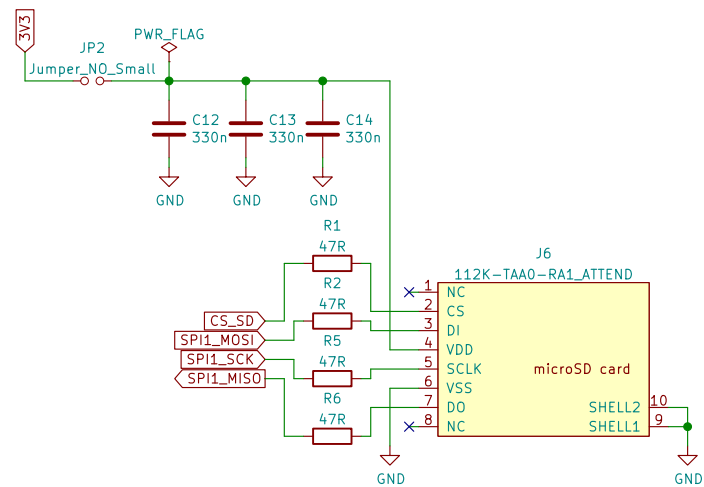 3V3
JP2
Jumper_NO_Small
PWR_FLAG
C12
330n
C13
330n
C14
330n
GND
GND
GND
R1
47R
R2
47R
R5
47R
R6
47R
CS_SD
SPI1_MOSI
SPI1_SCK
SPI1_MISO
J6
112K-TAA0-RA1_ATTEND
1 NC
2 CS
3 DI
4 VDD
5 SCLK
6 VSS
7 DO
8 NC
microSD card
SHELL2 10
SHELL1 9
GND
GND